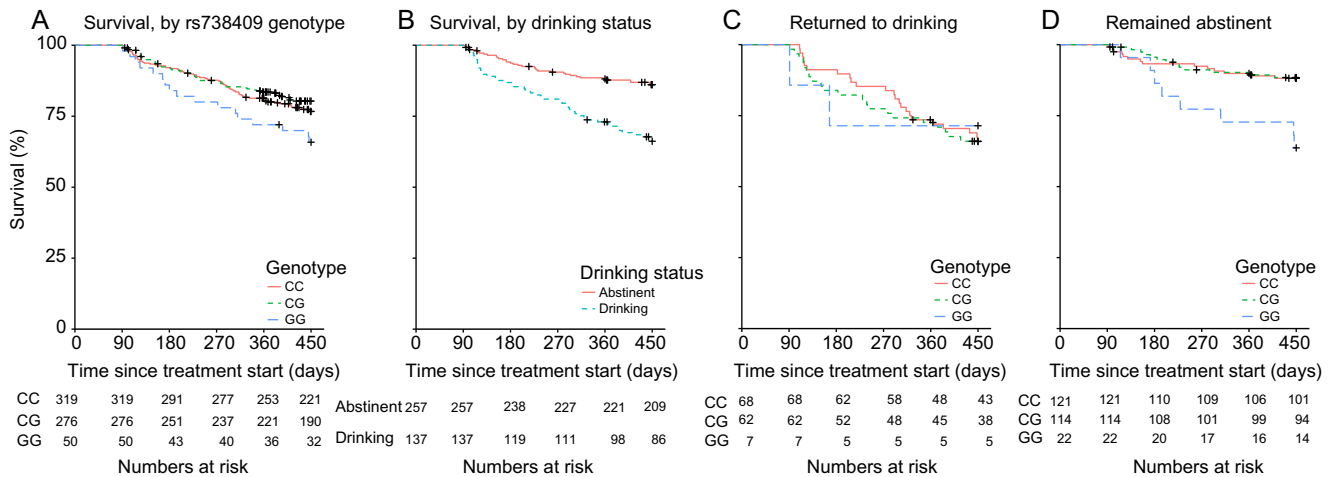 A Survival, by rs738409 genotype
100
75
50
25
0
Survival (%)
Genotype
CC
CG
GG
0 90 180 270 360 450
Time since treatment start (days)
CC 319 319 291 277 253 221
CG 276 276 251 237 221 190
GG 50 50 43 40 36 32
Numbers at risk
B Survival, by drinking status
Drinking status
Abstinent
Drinking
0 90 180 270 360 450
Time since treatment start (days)
Abstinent 257 257 238 227 221 209
Drinking 137 137 119 111 98 86
Numbers at risk
C Returned to drinking
Genotype
CC
CG
GG
0 90 180 270 360 450
Time since treatment start (days)
CC 68 68 62 58 48 43
CG 62 62 52 48 45 38
GG 7 7 5 5 5 5
Numbers at risk
D Remained abstinent
Genotype
CC
CG
GG
0 90 180 270 360 450
Time since treatment start (days)
CC 121 121 110 109 106 101
CG 114 114 108 101 99 94
GG 22 22 20 17 16 14
Numbers at risk